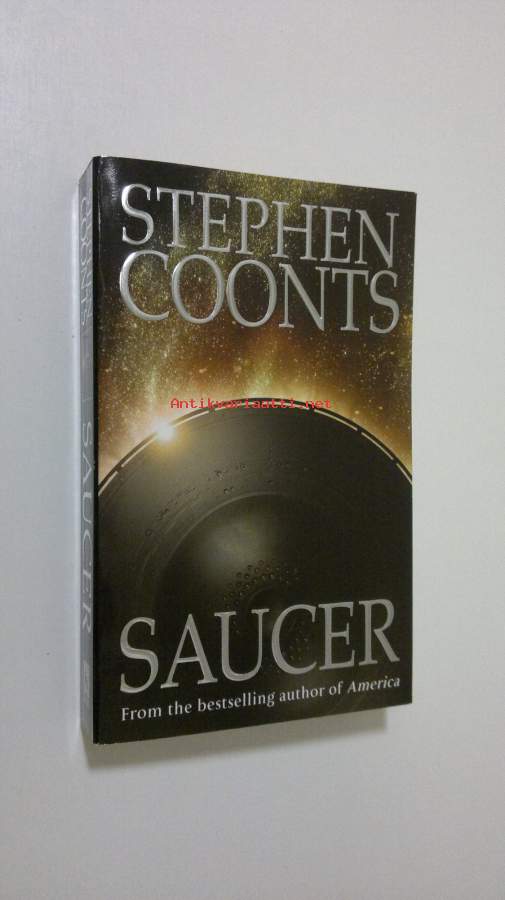 STEPHEN
COONTS
Antikvariaatti.net
SAUCER
From the bestselling author of America
COONTS
SAUCER